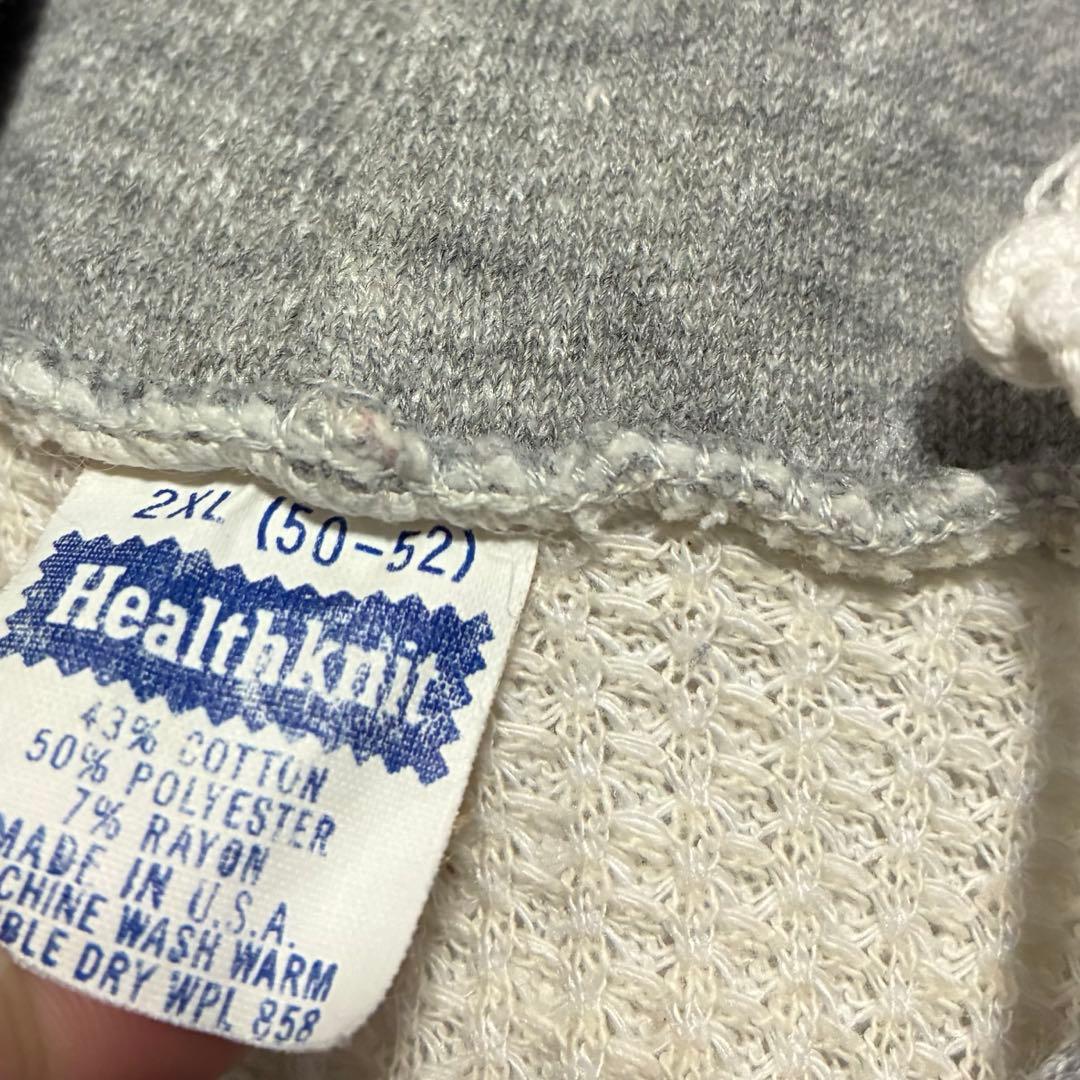 2XL (50-52)
Healthknit
43% COTTON
50% POLYESTER
7% RAYON
MADE IN U.S.A.
CHINE WASH WARM
BLE DRY WPL 858